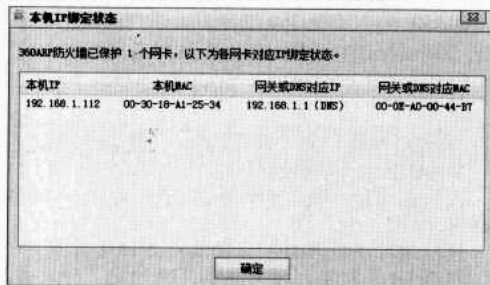 本机IP绑定状态
360ARP防火墙已保护 1 个网卡，以下为各网卡对应IP绑定状态。
本机IP 本机MAC 网关或DNS对应IP 网关或DNS对应MAC
192.168.1.112 00-30-18-A1-25-34 192.168.1.1 (DNS) 00-0E-A0-00-44-B7
确定